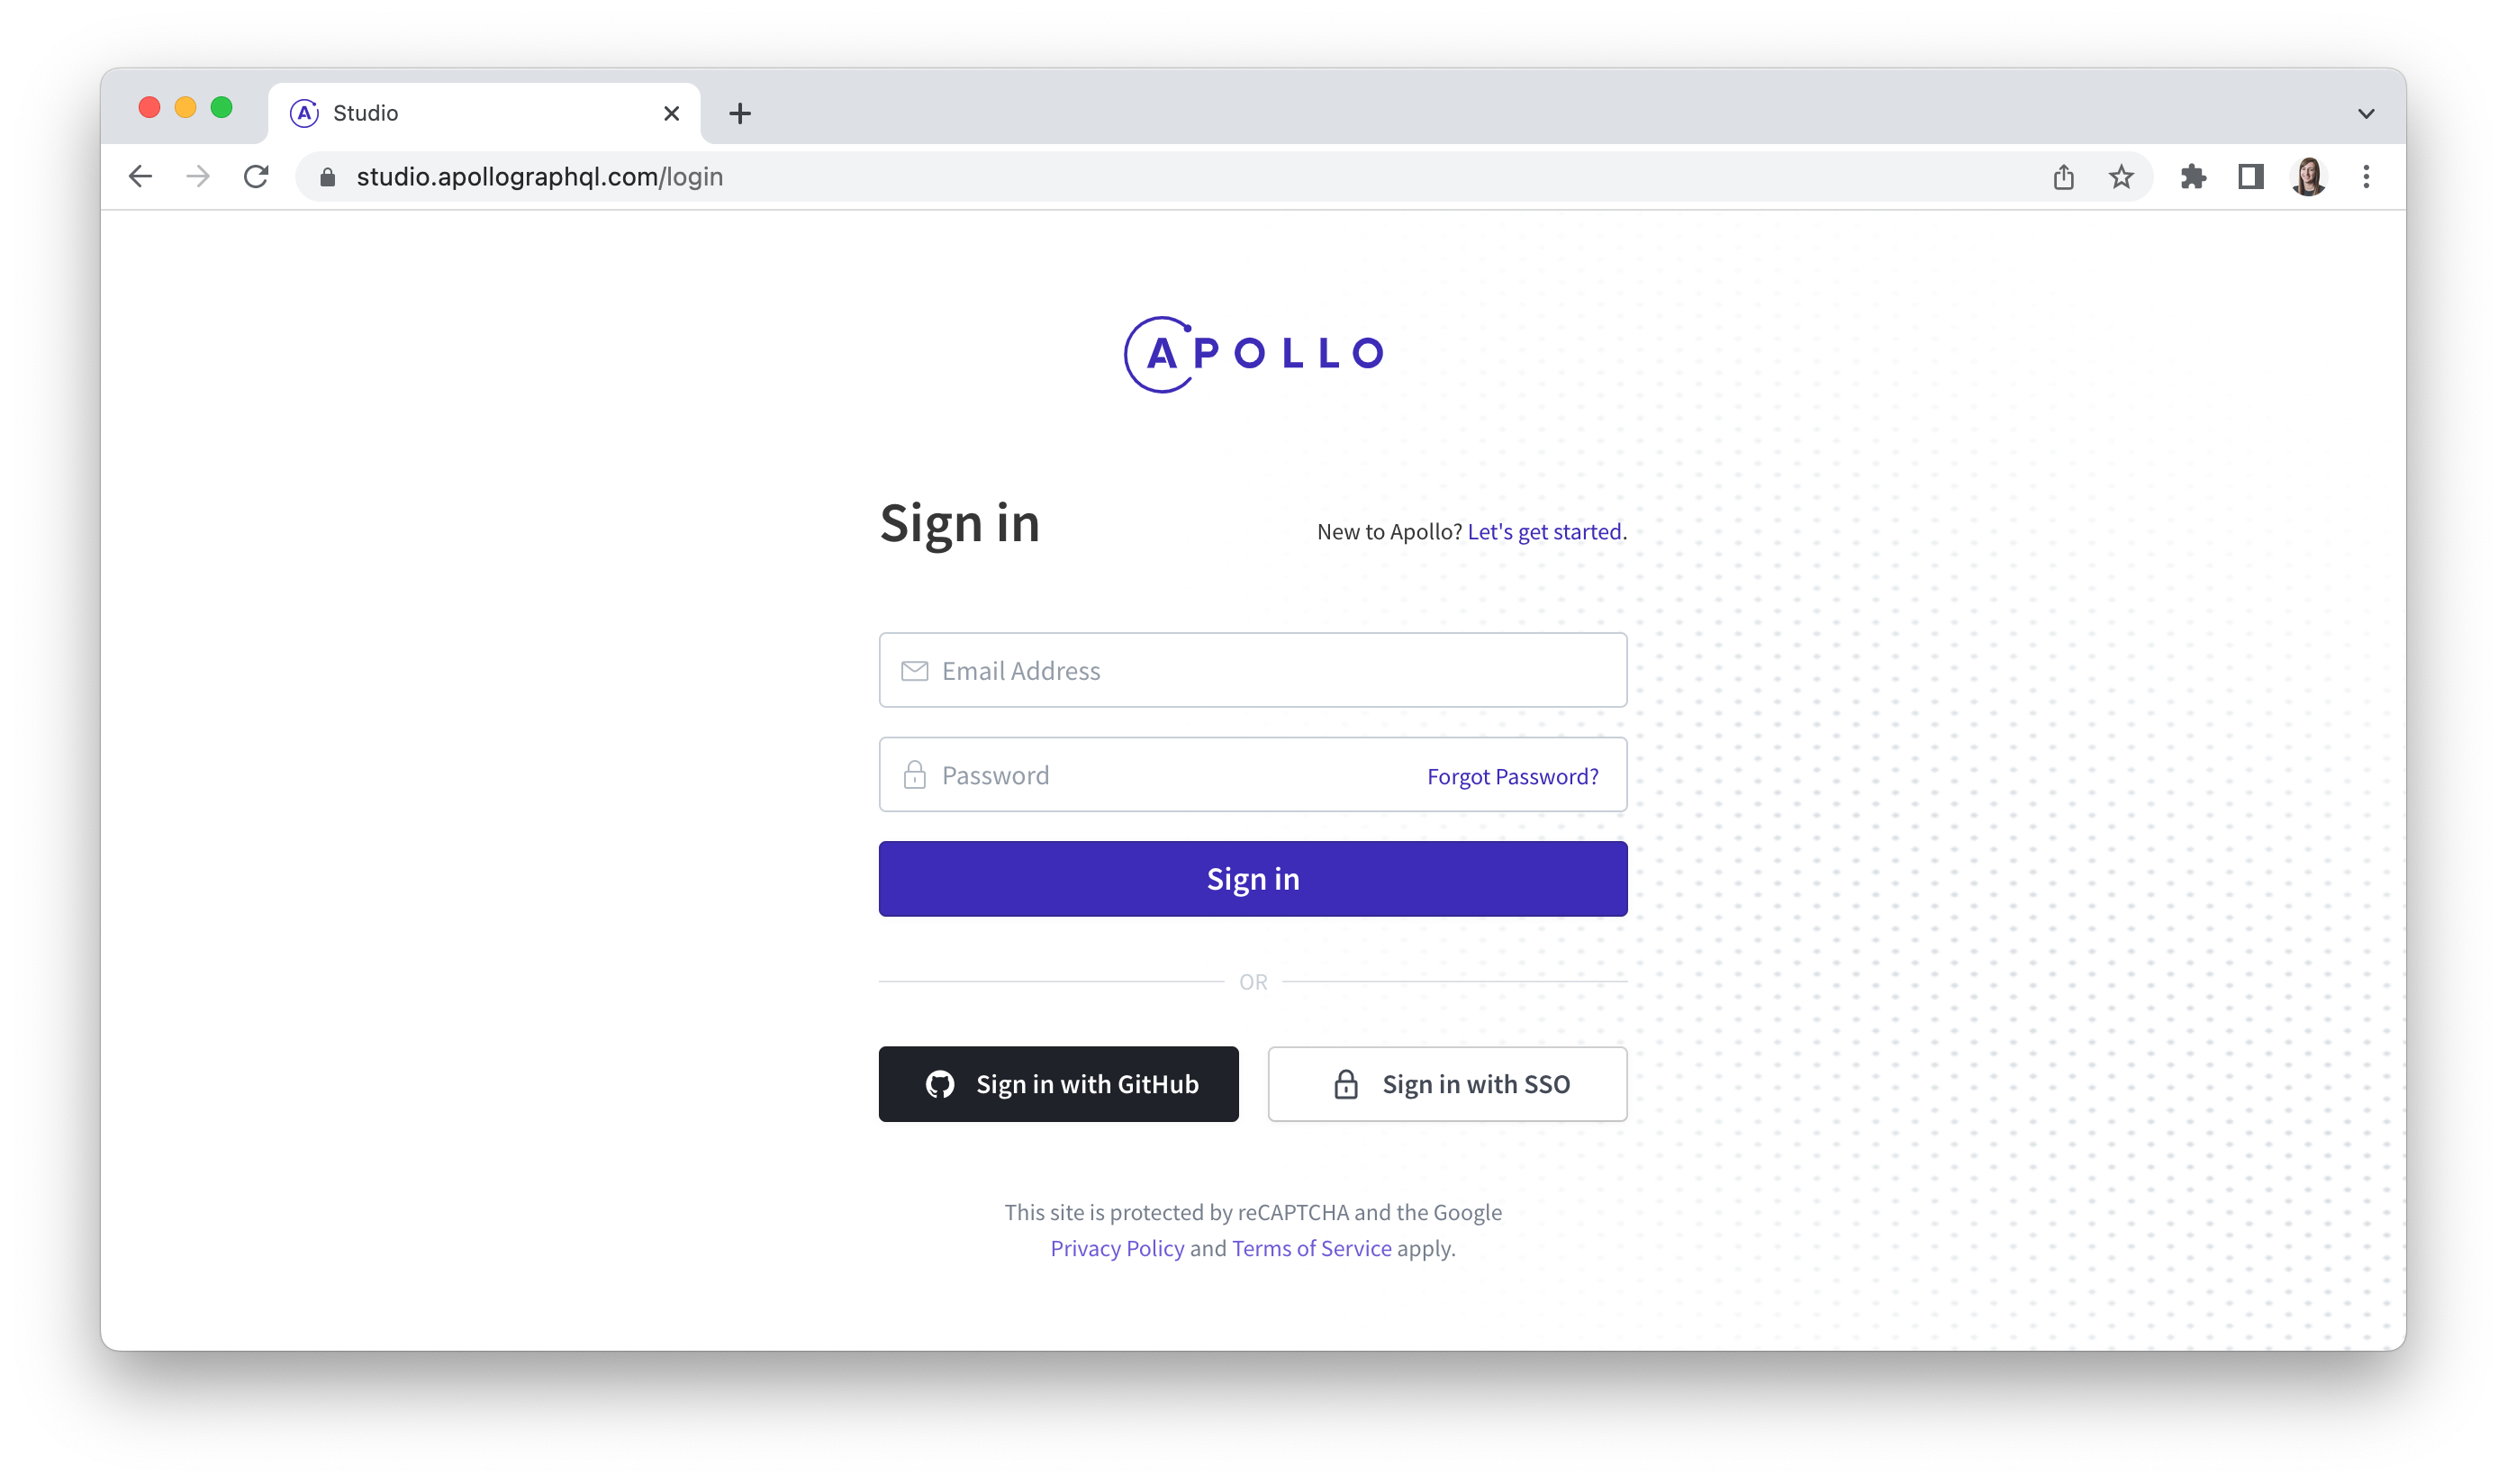 Studio
studio.apollographql.com/login
APOLLO
Sign in
New to Apollo? Let's get started.
Email Address
Password
Forgot Password?
Sign in
OR
Sign in with GitHub
Sign in with SSO
This site is protected by reCAPTCHA and the Google
Privacy Policy and Terms of Service apply.